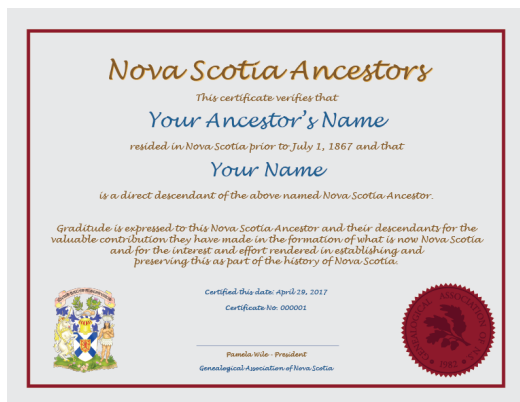 Nova Scotia Ancestors
This certificate verifies that
Your Ancestor's Name
resided in Nova Scotia prior to July 1, 1867 and that
Your Name
is a direct descendant of the above named Nova Scotia Ancestor.
Graditude is expressed to this Nova Scotia Ancestor and their descendants for the
valuable contribution they have made in the formation of what is now Nova Scotia
and for the interest and effort rendered in establishing and
preserving this as part of the history of Nova Scotia.
Certified this date: April 29, 2017
Certificate No. 000001
Pamela Wile - President
Genealogical Association of Nova Scotia
GENEALOGICAL ASSOCIATION OF N.S.
1982